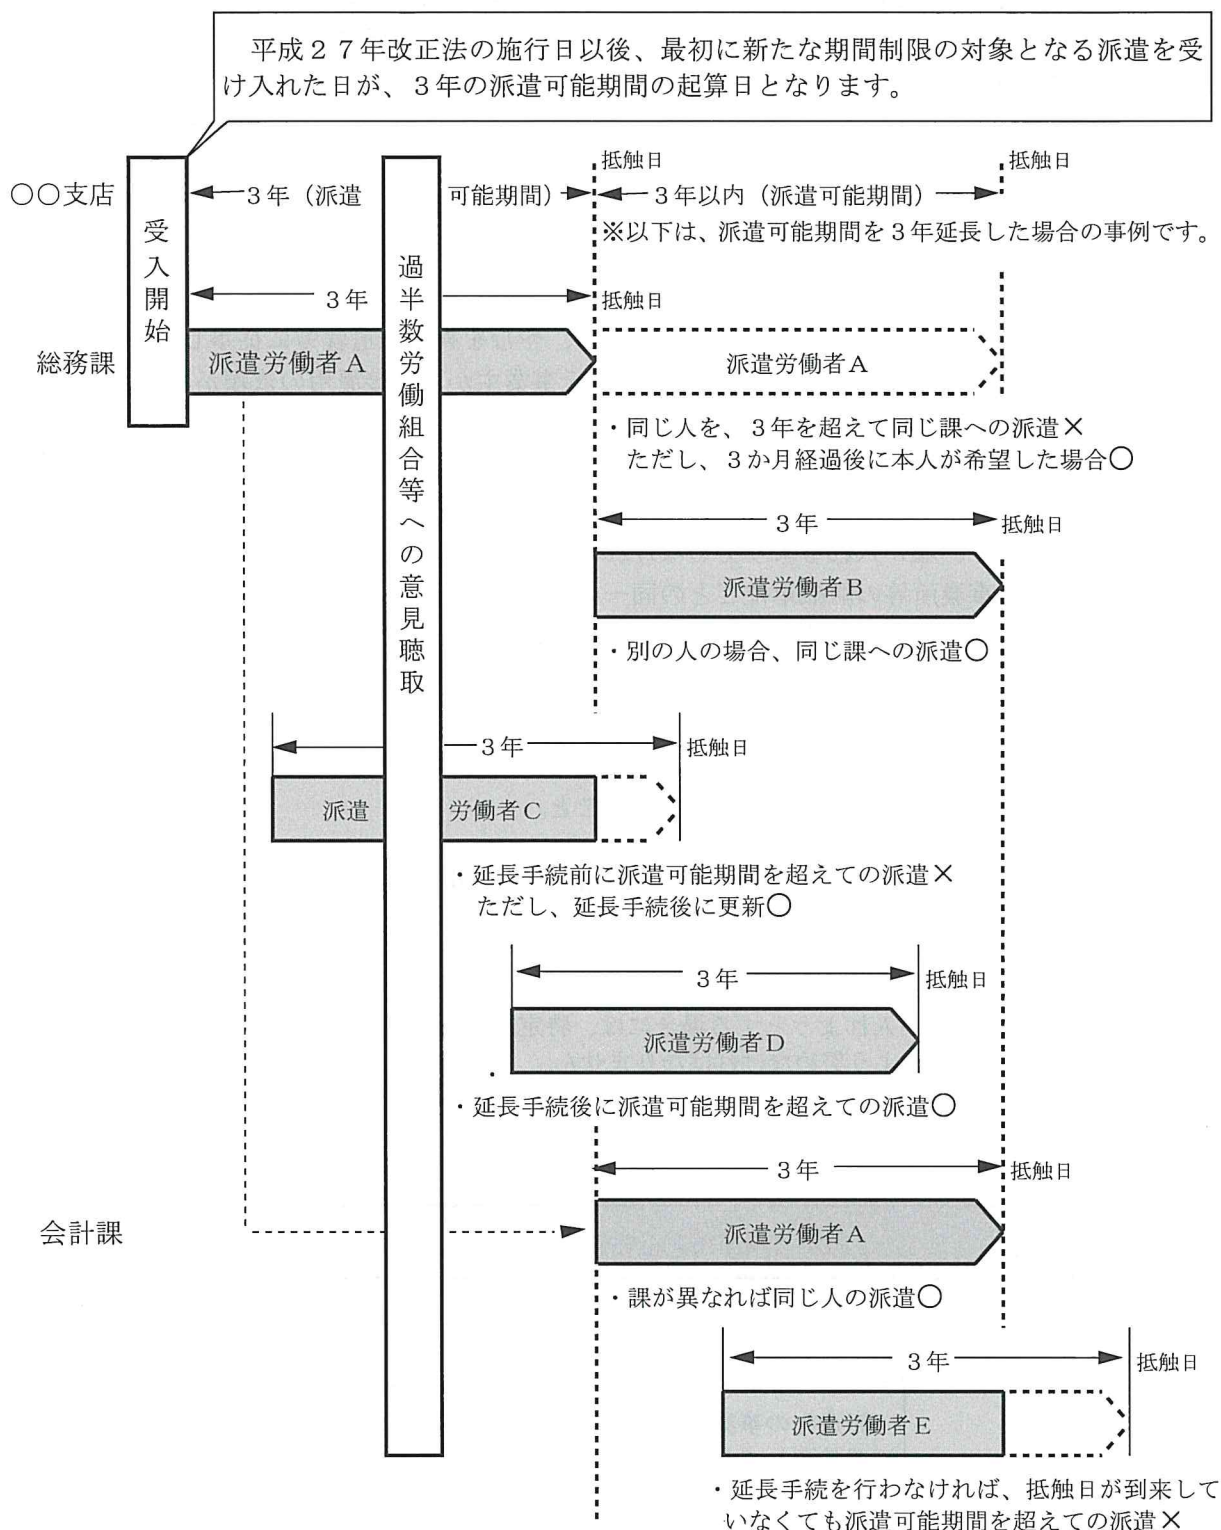 平成２７年改正法の施行日以後、最初に新たな期間制限の対象となる派遣を受
け入れた日が、３年の派遣可能期間の起算日となります。
抵触日
抵触日
〇〇支店
３年（派遣可能期間）
３年以内（派遣可能期間）
※以下は、派遣可能期間を３年延長した場合の事例です。
受入開始
過半数労働組合等への意見聴取
３年
抵触日
総務課
派遣労働者Ａ
派遣労働者Ａ
・同じ人を、３年を超えて同じ課への派遣×
ただし、３か月経過後に本人が希望した場合〇
３年
抵触日
派遣労働者Ｂ
・別の人の場合、同じ課への派遣〇
３年
抵触日
派遣労働者Ｃ
・延長手続前に派遣可能期間を超えての派遣×
ただし、延長手続後に更新〇
３年
抵触日
派遣労働者Ｄ
・延長手続後に派遣可能期間を超えての派遣〇
３年
抵触日
会計課
派遣労働者Ａ
・課が異なれば同じ人の派遣〇
３年
抵触日
派遣労働者Ｅ
・延長手続を行わなければ、抵触日が到来して
いなくても派遣可能期間を超えての派遣×